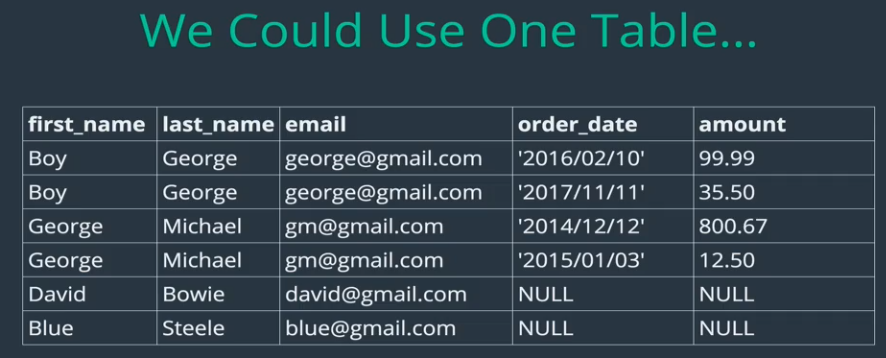 We Could Use One Table...
first_name last_name email order_date amount
Boy George george@gmail.com '2016/02/10' 99.99
Boy George george@gmail.com '2017/11/11' 35.50
George Michael gm@gmail.com '2014/12/12' 800.67
George Michael gm@gmail.com '2015/01/03' 12.50
David Bowie david@gmail.com NULL NULL
Blue Steele blue@gmail.com NULL NULL